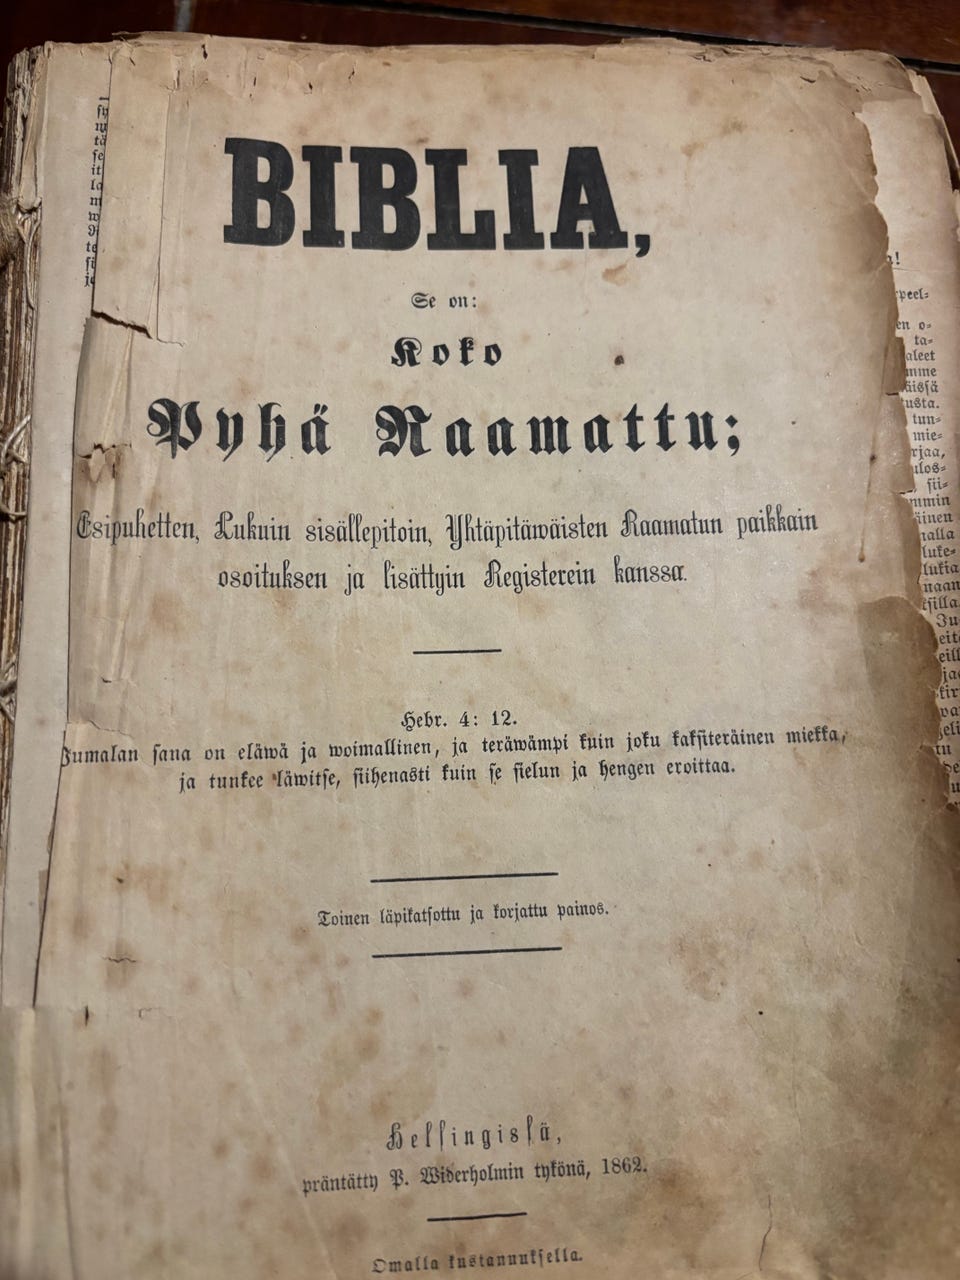 BIBLIA,
Se on:
Koko
Pyhä Raamattu;
Esipuhetten, Lukuin sisällepitoin, Yhtäpitäwäisten Raamatun paikkain
osoituksen ja lisättyin Registerein kanssa.
Hebr. 4: 12.
Jumalan sana on eläwä ja woimallinen, ja teräwämpi kuin joku kaksiteräinen miekka,
ja tunkee läwitse, siihenasti kuin se sielun ja hengen eroittaa.
Toinen läpikatsottu ja korjattu painos.
Helsingissä,
präntätty P. Widerholmin tykönä, 1862.
Omalla kustannuksella.